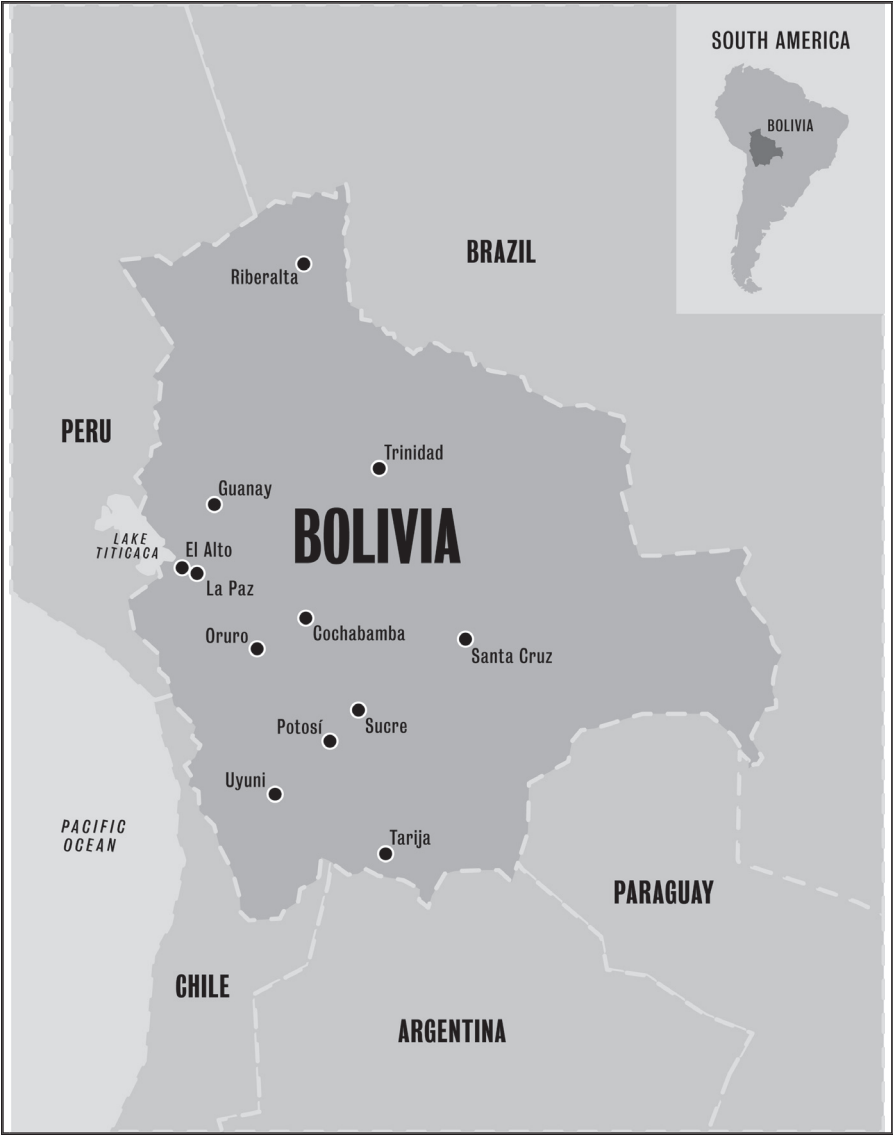 SOUTH AMERICA
BOLIVIA
BRAZIL
Riberalta
PERU
Trinidad
Guanay
BOLIVIA
LAKE
TITICACA
El Alto
La Paz
Cochabamba
Oruro
Santa Cruz
Sucre
Potosí
Uyuni
PACIFIC
OCEAN
Tarija
PARAGUAY
CHILE
ARGENTINA